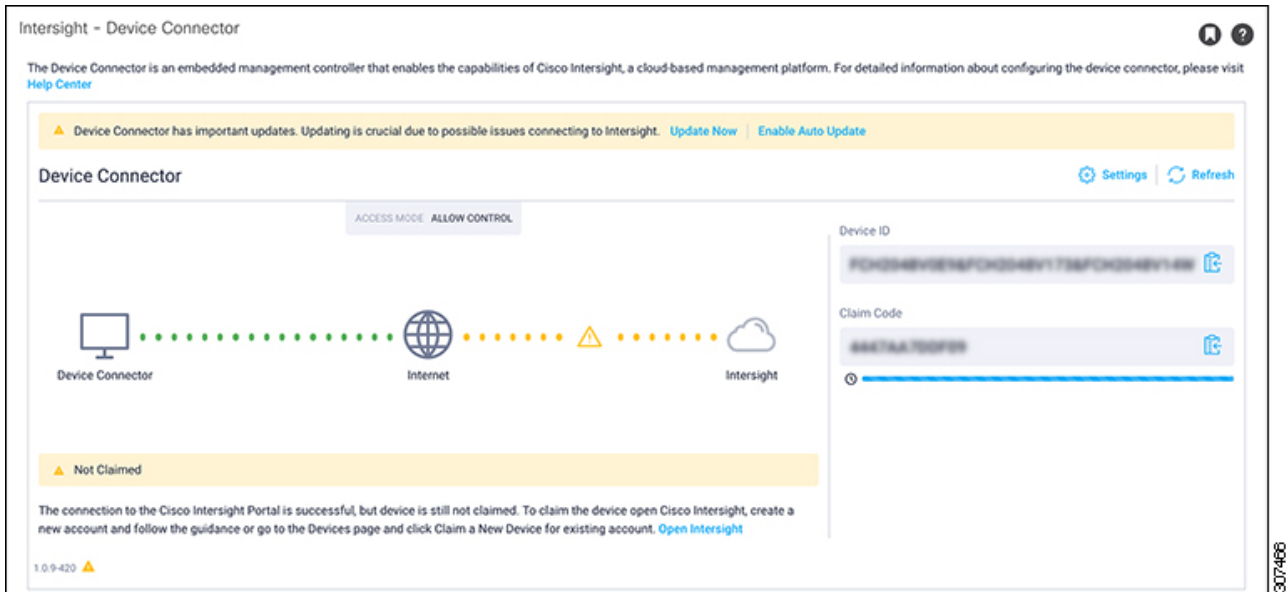 Intersight - Device Connector
The Device Connector is an embedded management controller that enables the capabilities of Cisco Intersight, a cloud-based management platform. For detailed information about configuring the device connector, please visit
Help Center
Device Connector has important updates. Updating is crucial due to possible issues connecting to Intersight. Update Now | Enable Auto Update
Device Connector
Settings | Refresh
ACCESS MODE ALLOW CONTROL
Device ID
Claim Code
Device Connector
Internet
Intersight
Not Claimed
The connection to the Cisco Intersight Portal is successful, but device is still not claimed. To claim the device open Cisco Intersight, create a
new account and follow the guidance or go to the Devices page and click Claim a New Device for existing account. Open Intersight
1.0.9-420
307466